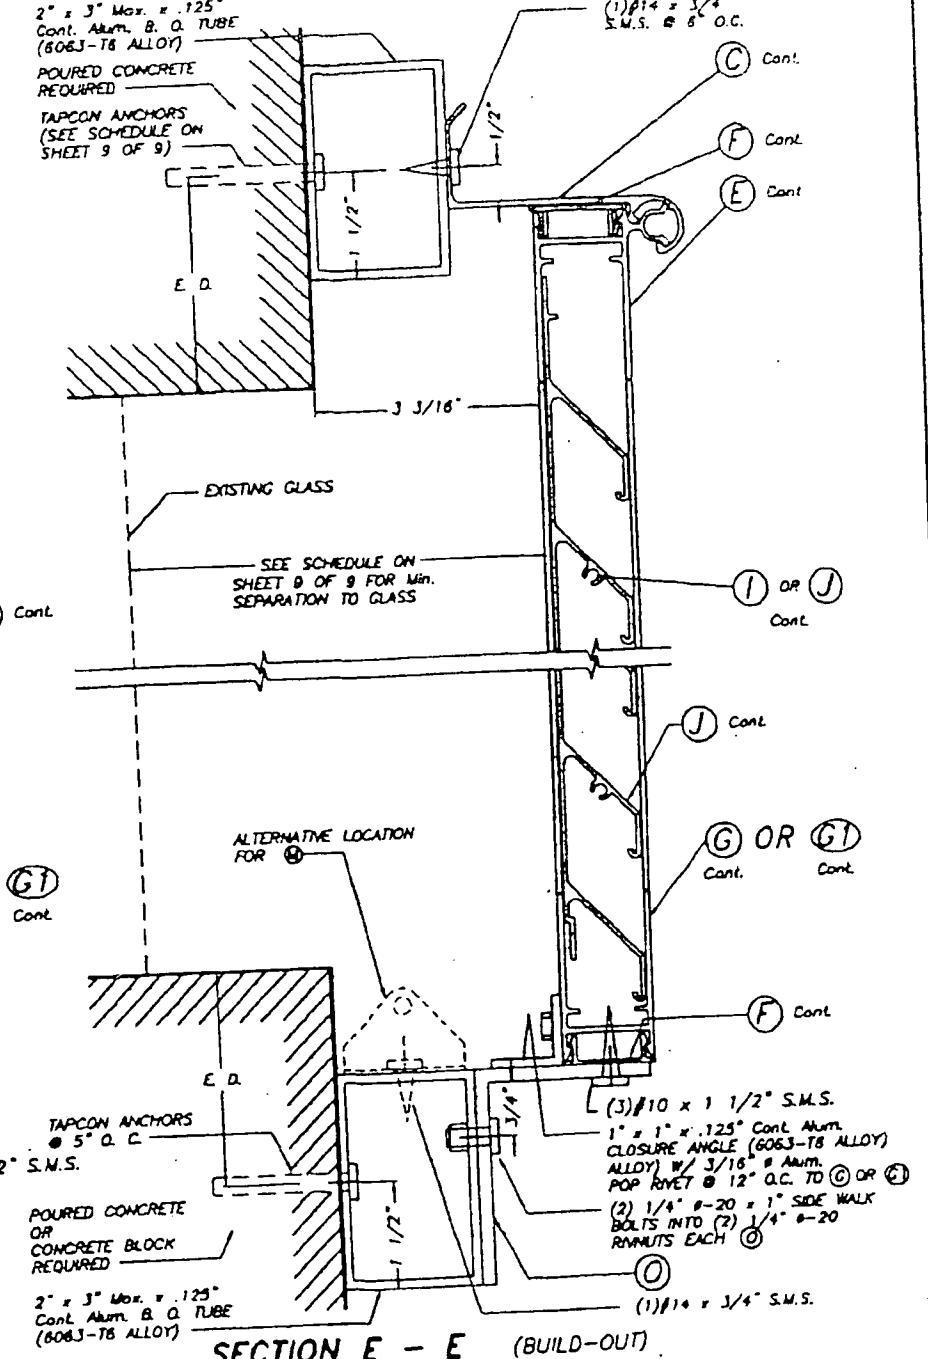 2" x 3" Max. x .125"
Cont. Alum. B. O. TUBE
(6063-T6 ALLOY)
POURED CONCRETE
REQUIRED
TAPCON ANCHORS
(SEE SCHEDULE ON
SHEET 9 OF 9)
(1)#14 x 3/4"
S.M.S. @ 6" O.C.
C Cont.
1/2"
F Cont.
E Cont.
1 1/2"
E. D.
3 3/16"
EXISTING GLASS
SEE SCHEDULE ON
SHEET 9 OF 9 FOR Min.
SEPARATION TO GLASS
I OR J
Cont.
Cont.
J Cont.
ALTERNATIVE LOCATION
FOR M
G OR G1
Cont. Cont.
G1
Cont.
F Cont.
E. D.
3/4"
TAPCON ANCHORS
@ 5" O. C.
2" S.M.S.
1 1/2"
POURED CONCRETE
OR
CONCRETE BLOCK
REQUIRED
2" x 3" Max. x .125"
Cont. Alum. B. O. TUBE
(6063-T6 ALLOY)
(3)#10 x 1 1/2" S.M.S.
1" x 1" x .125" Cont. Alum.
CLOSURE ANGLE (6063-T6 ALLOY)
ALLOY) W/ 3/16" ø Alum.
POP RIVET @ 12" O.C. TO G OR G1
(2) 1/4" ø-20 x 1" SIDE WALK
BOLTS INTO (2) 1/4" ø-20
RIVNUTS EACH O
O
(1)#14 x 3/4" S.M.S.
SECTION E - E (BUILD-OUT)